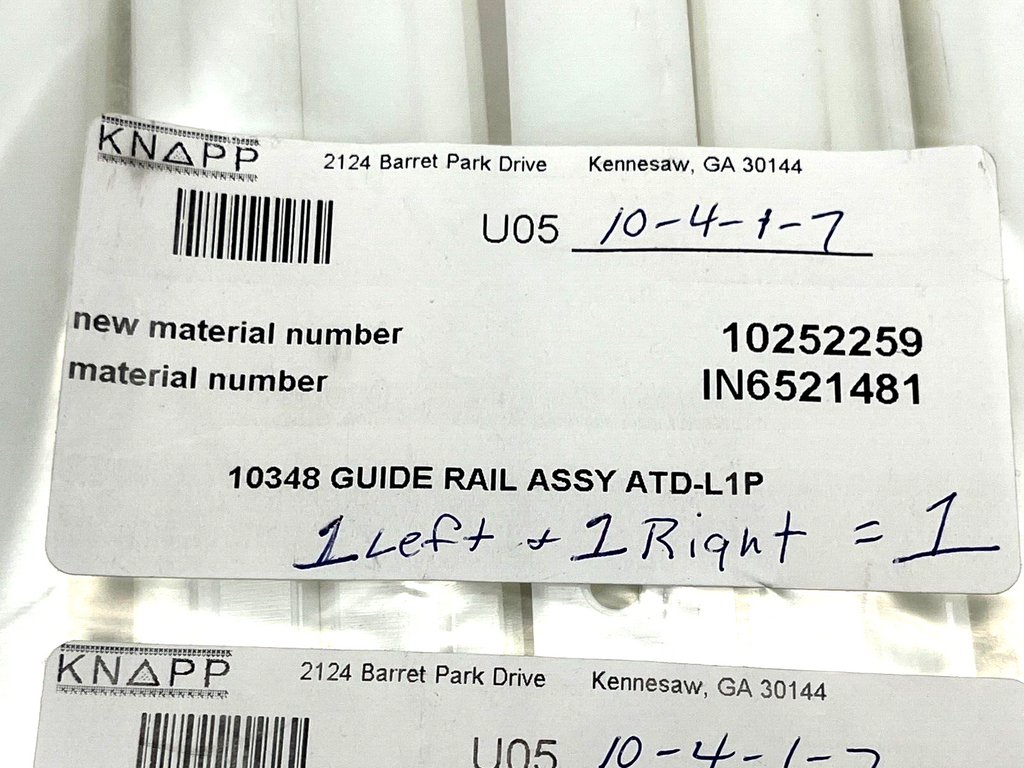 KNAPP
2124 Barret Park Drive Kennesaw, GA 30144
U05 10-4-1-7
new material number 10252259
material number IN6521481
10348 GUIDE RAIL ASSY ATD-L1P
1 Left + 1 Right = 1
KNAPP
2124 Barret Park Drive Kennesaw, GA 30144
U05 10-4-1-7